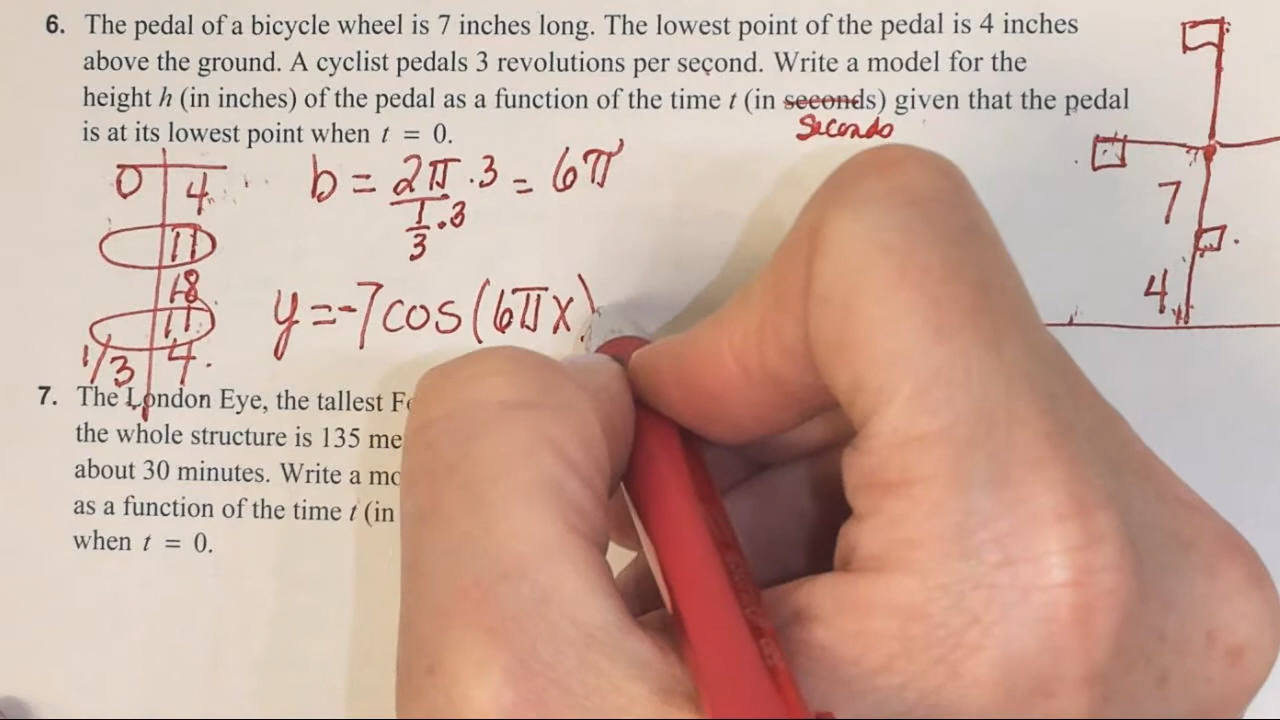 6. The pedal of a bicycle wheel is 7 inches long. The lowest point of the pedal is 4 inches
above the ground. A cyclist pedals 3 revolutions per second. Write a model for the
height h (in inches) of the pedal as a function of the time t (in seconds) given that the pedal
is at its lowest point when t = 0.
Seconds
0 4
11
18
11
1/3 4
b = 2π·3 / 1/3·3 = 6π
y=-7cos(6πx)
7
4
7. The London Eye, the tallest
the whole structure is 135
about 30 minutes. Write a
as a function of the time t (in
when t = 0.